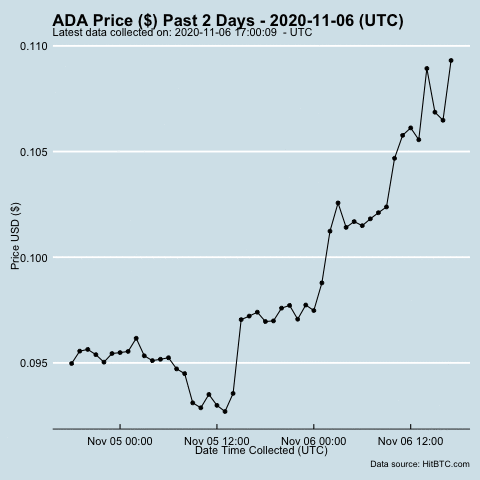 ADA Price ($) Past 2 Days - 2020-11-06 (UTC)
Latest data collected on: 2020-11-06 17:00:09  - UTC
0.110
0.105
0.100
0.095
Price USD ($)
Nov 05 00:00 Nov 05 12:00 Nov 06 00:00 Nov 06 12:00
Date Time Collected (UTC)
Data source: HitBTC.com